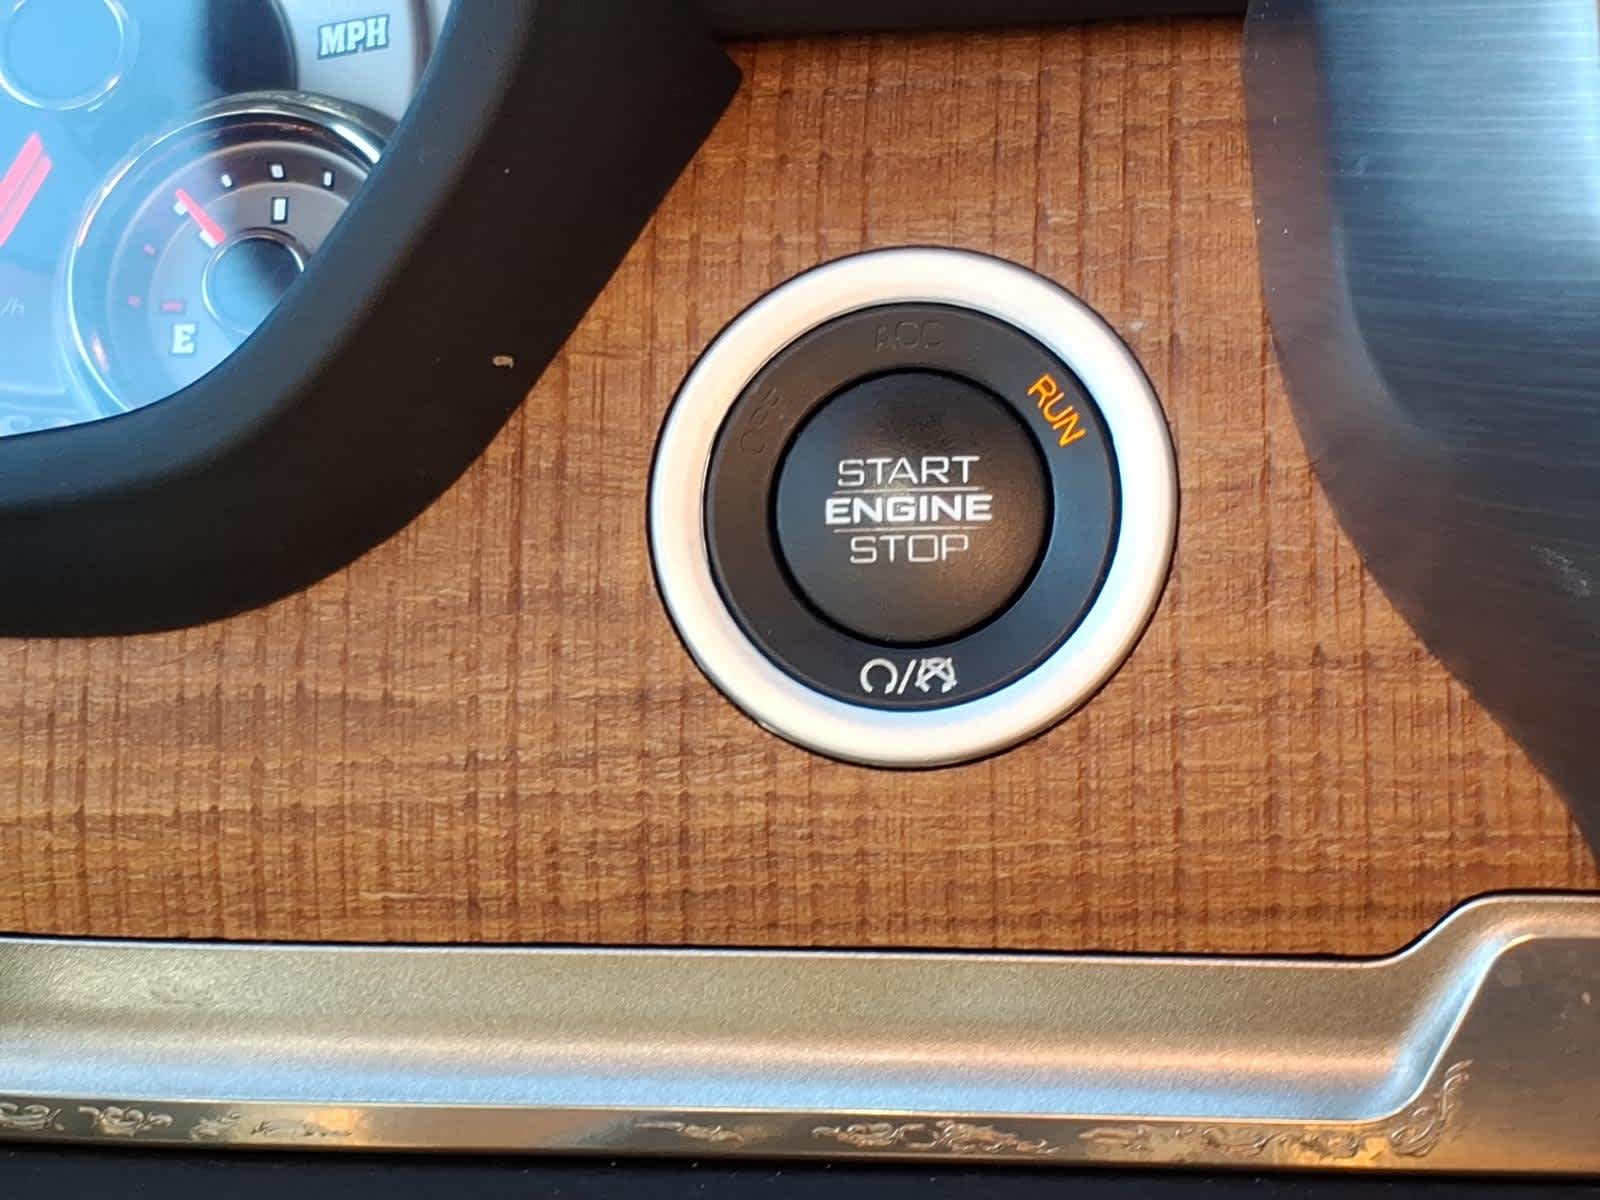 MPH
E
ACC
OFF
RUN
START
ENGINE
STOP
/h